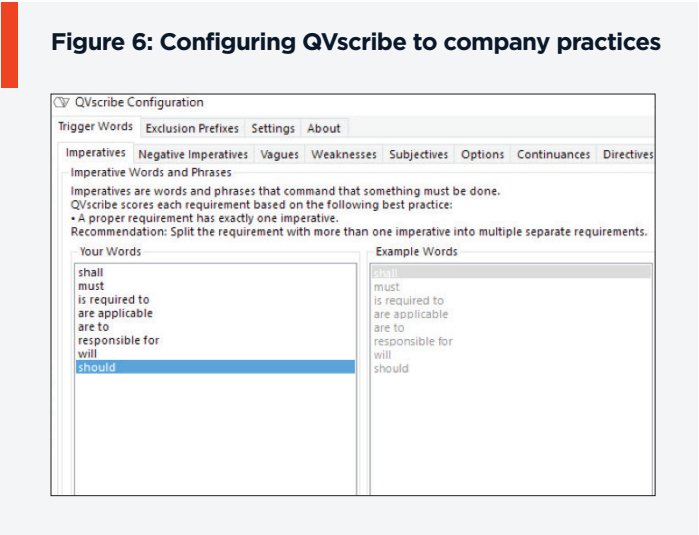 Figure 6: Configuring QVscribe to company practices
QVscribe Configuration
Trigger Words Exclusion Prefixes Settings About
Imperatives Negative Imperatives Vagues Weaknesses Subjectives Options Continuances Directives
Imperative Words and Phrases
Imperatives are words and phrases that command that something must be done.
QVscribe scores each requirement based on the following best practice:
• A proper requirement has exactly one imperative.
Recommendation: Split the requirement with more than one imperative into multiple separate requirements.
Your Words
shall
must
is required to
are applicable
are to
responsible for
will
should
Example Words
shall
must
is required to
are applicable
are to
responsible for
will
should